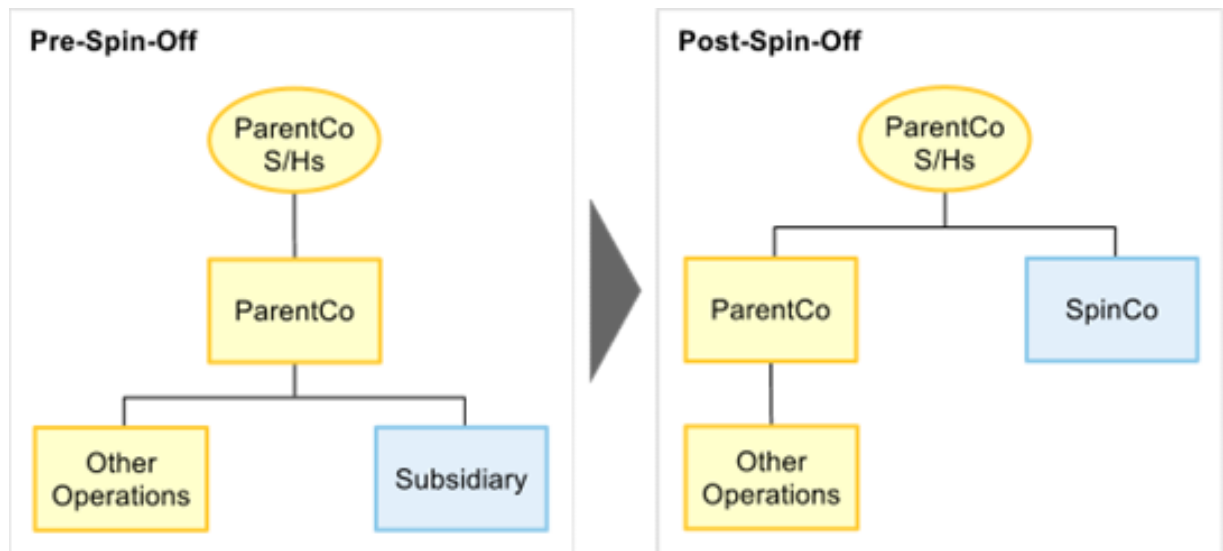 Pre-Spin-Off
ParentCo
S/Hs
ParentCo
Other
Operations
Subsidiary
Post-Spin-Off
ParentCo
S/Hs
ParentCo
SpinCo
Other
Operations